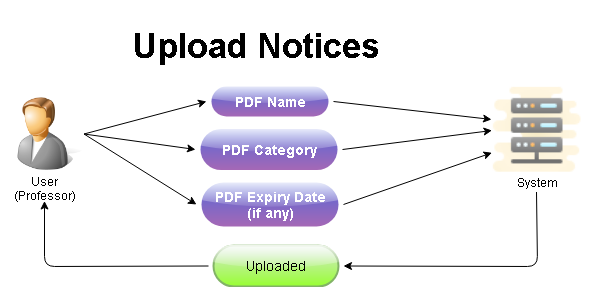 Upload Notices
PDF Name
PDF Category
PDF Expiry Date
(if any)
User
(Professor)
System
Uploaded